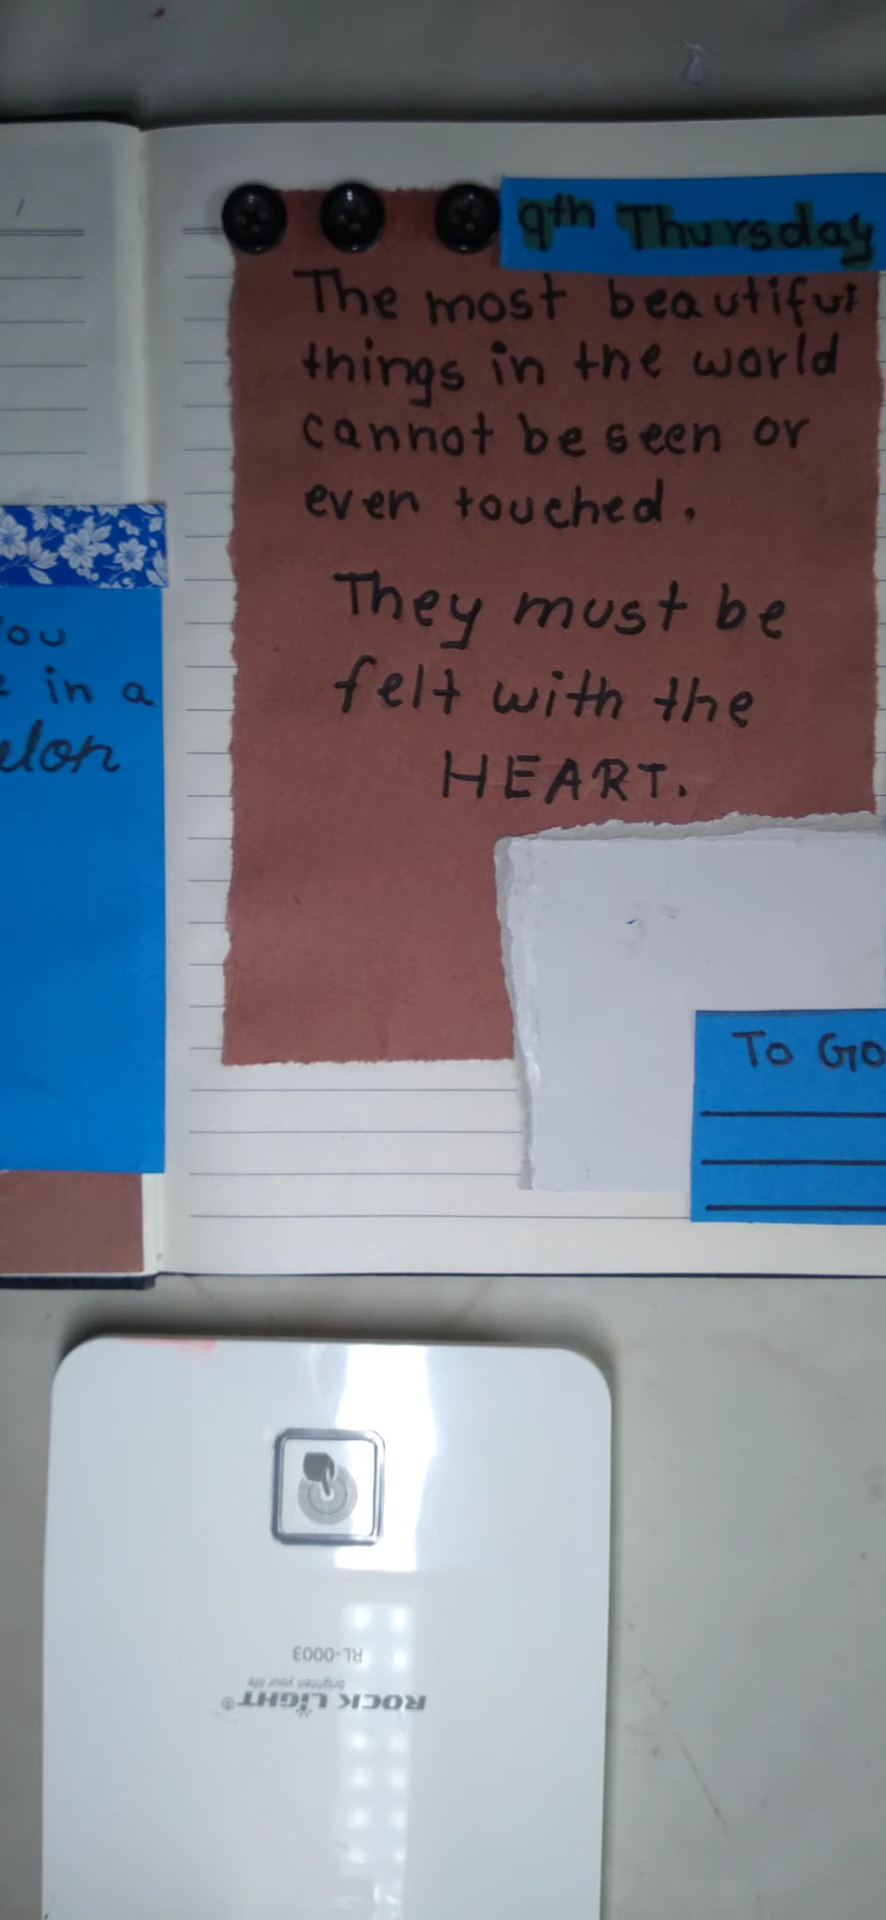 9th Thursday
The most beautiful
things in the world
cannot be seen or
even touched.
They must be
felt with the
HEART.
in a
TO GO
RL-0003
brighten your life
ROCK LIGHT®